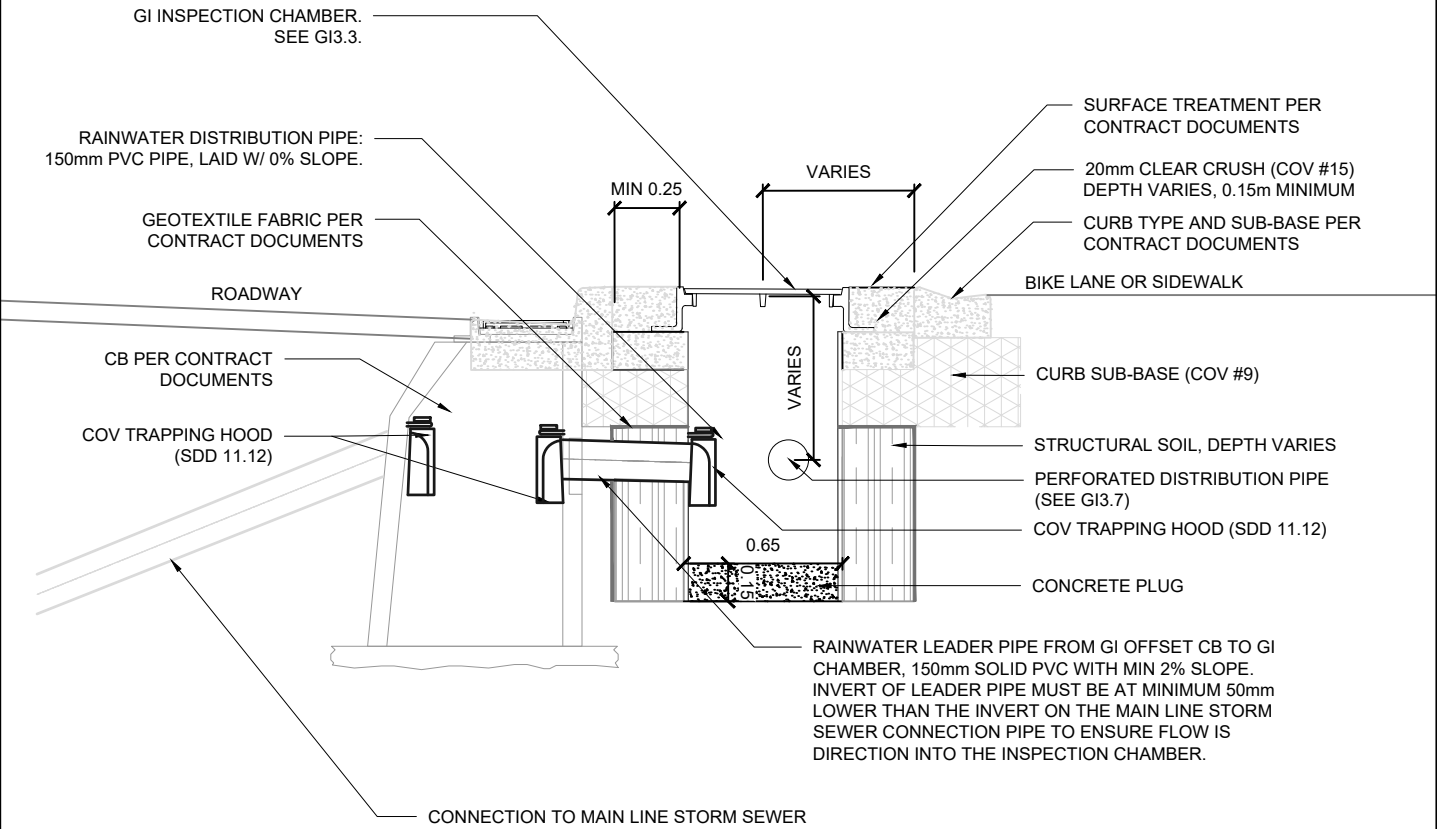 GI INSPECTION CHAMBER.
SEE GI3.3.
RAINWATER DISTRIBUTION PIPE:
150mm PVC PIPE, LAID W/ 0% SLOPE.
GEOTEXTILE FABRIC PER
CONTRACT DOCUMENTS
ROADWAY
CB PER CONTRACT
DOCUMENTS
COV TRAPPING HOOD
(SDD 11.12)
MIN 0.25
VARIES
VARIES
0.65
0.15
SURFACE TREATMENT PER
CONTRACT DOCUMENTS
20mm CLEAR CRUSH (COV #15)
DEPTH VARIES, 0.15m MINIMUM
CURB TYPE AND SUB-BASE PER
CONTRACT DOCUMENTS
BIKE LANE OR SIDEWALK
CURB SUB-BASE (COV #9)
STRUCTURAL SOIL, DEPTH VARIES
PERFORATED DISTRIBUTION PIPE
(SEE GI3.7)
COV TRAPPING HOOD (SDD 11.12)
CONCRETE PLUG
RAINWATER LEADER PIPE FROM GI OFFSET CB TO GI
CHAMBER, 150mm SOLID PVC WITH MIN 2% SLOPE.
INVERT OF LEADER PIPE MUST BE AT MINIMUM 50mm
LOWER THAN THE INVERT ON THE MAIN LINE STORM
SEWER CONNECTION PIPE TO ENSURE FLOW IS
DIRECTION INTO THE INSPECTION CHAMBER.
CONNECTION TO MAIN LINE STORM SEWER